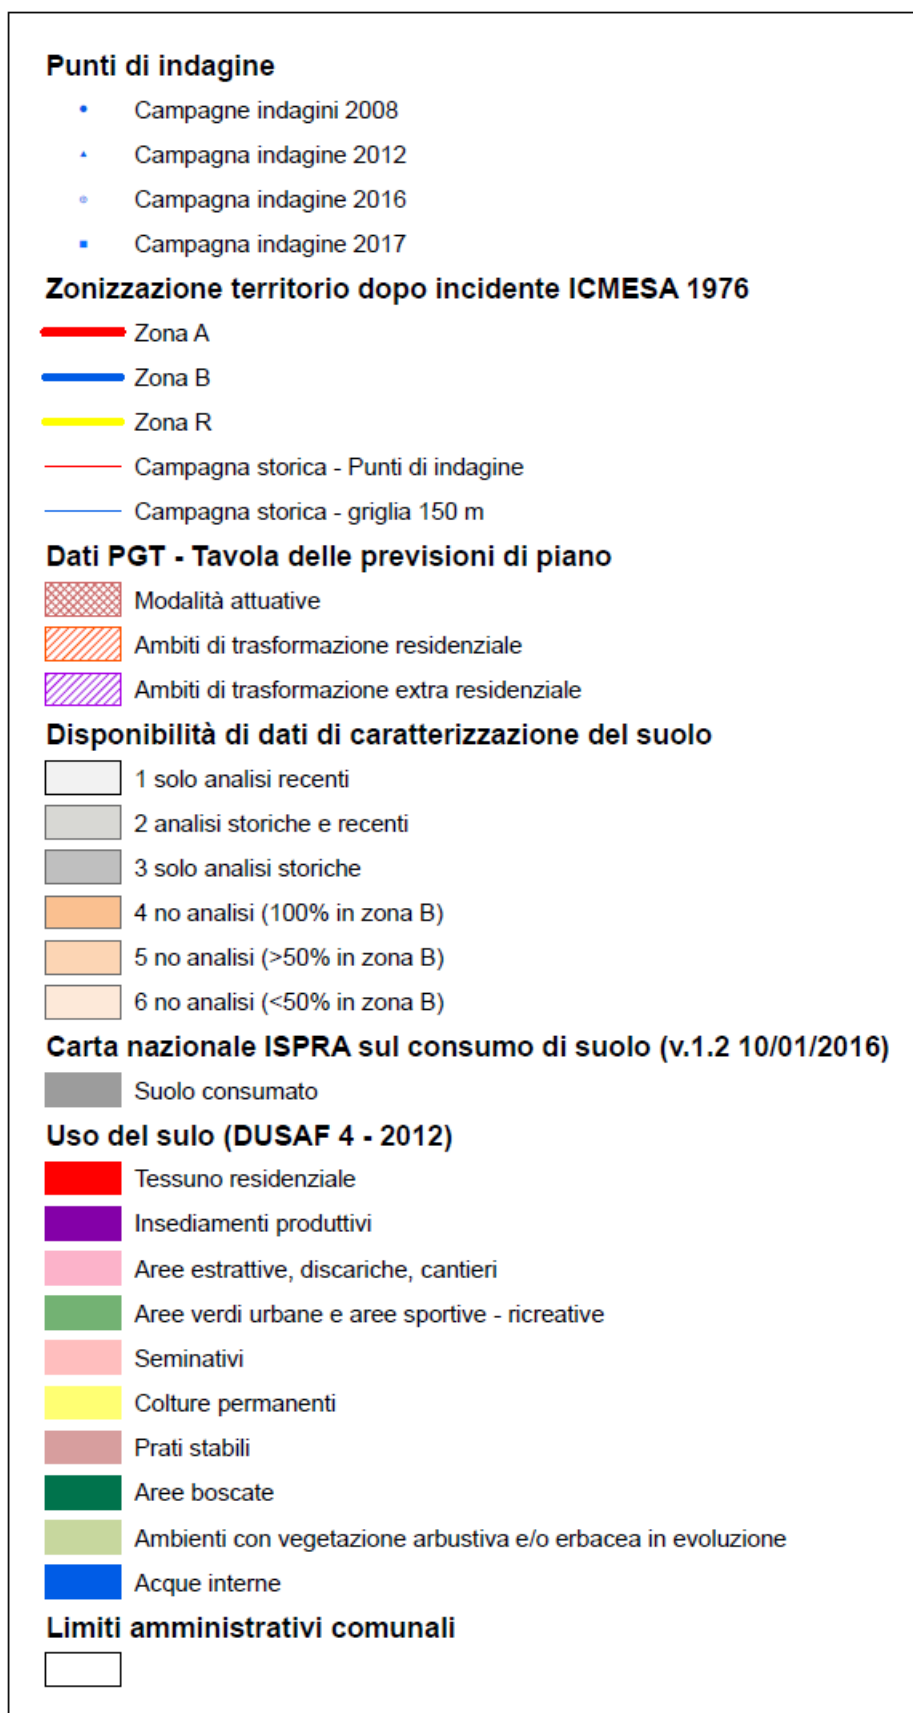 Punti di indagine
Campagne indagini 2008
Campagna indagine 2012
Campagna indagine 2016
Campagna indagine 2017
Zonizzazione territorio dopo incidente ICMESA 1976
Zona A
Zona B
Zona R
Campagna storica - Punti di indagine
Campagna storica - griglia 150 m
Dati PGT - Tavola delle previsioni di piano
Modalità attuative
Ambiti di trasformazione residenziale
Ambiti di trasformazione extra residenziale
Disponibilità di dati di caratterizzazione del suolo
1 solo analisi recenti
2 analisi storiche e recenti
3 solo analisi storiche
4 no analisi (100% in zona B)
5 no analisi (>50% in zona B)
6 no analisi (<50% in zona B)
Carta nazionale ISPRA sul consumo di suolo (v.1.2 10/01/2016)
Suolo consumato
Uso del sulo (DUSAF 4 - 2012)
Tessuno residenziale
Insediamenti produttivi
Aree estrattive, discariche, cantieri
Aree verdi urbane e aree sportive - ricreative
Seminativi
Colture permanenti
Prati stabili
Aree boscate
Ambienti con vegetazione arbustiva e/o erbacea in evoluzione
Acque interne
Limiti amministrativi comunali